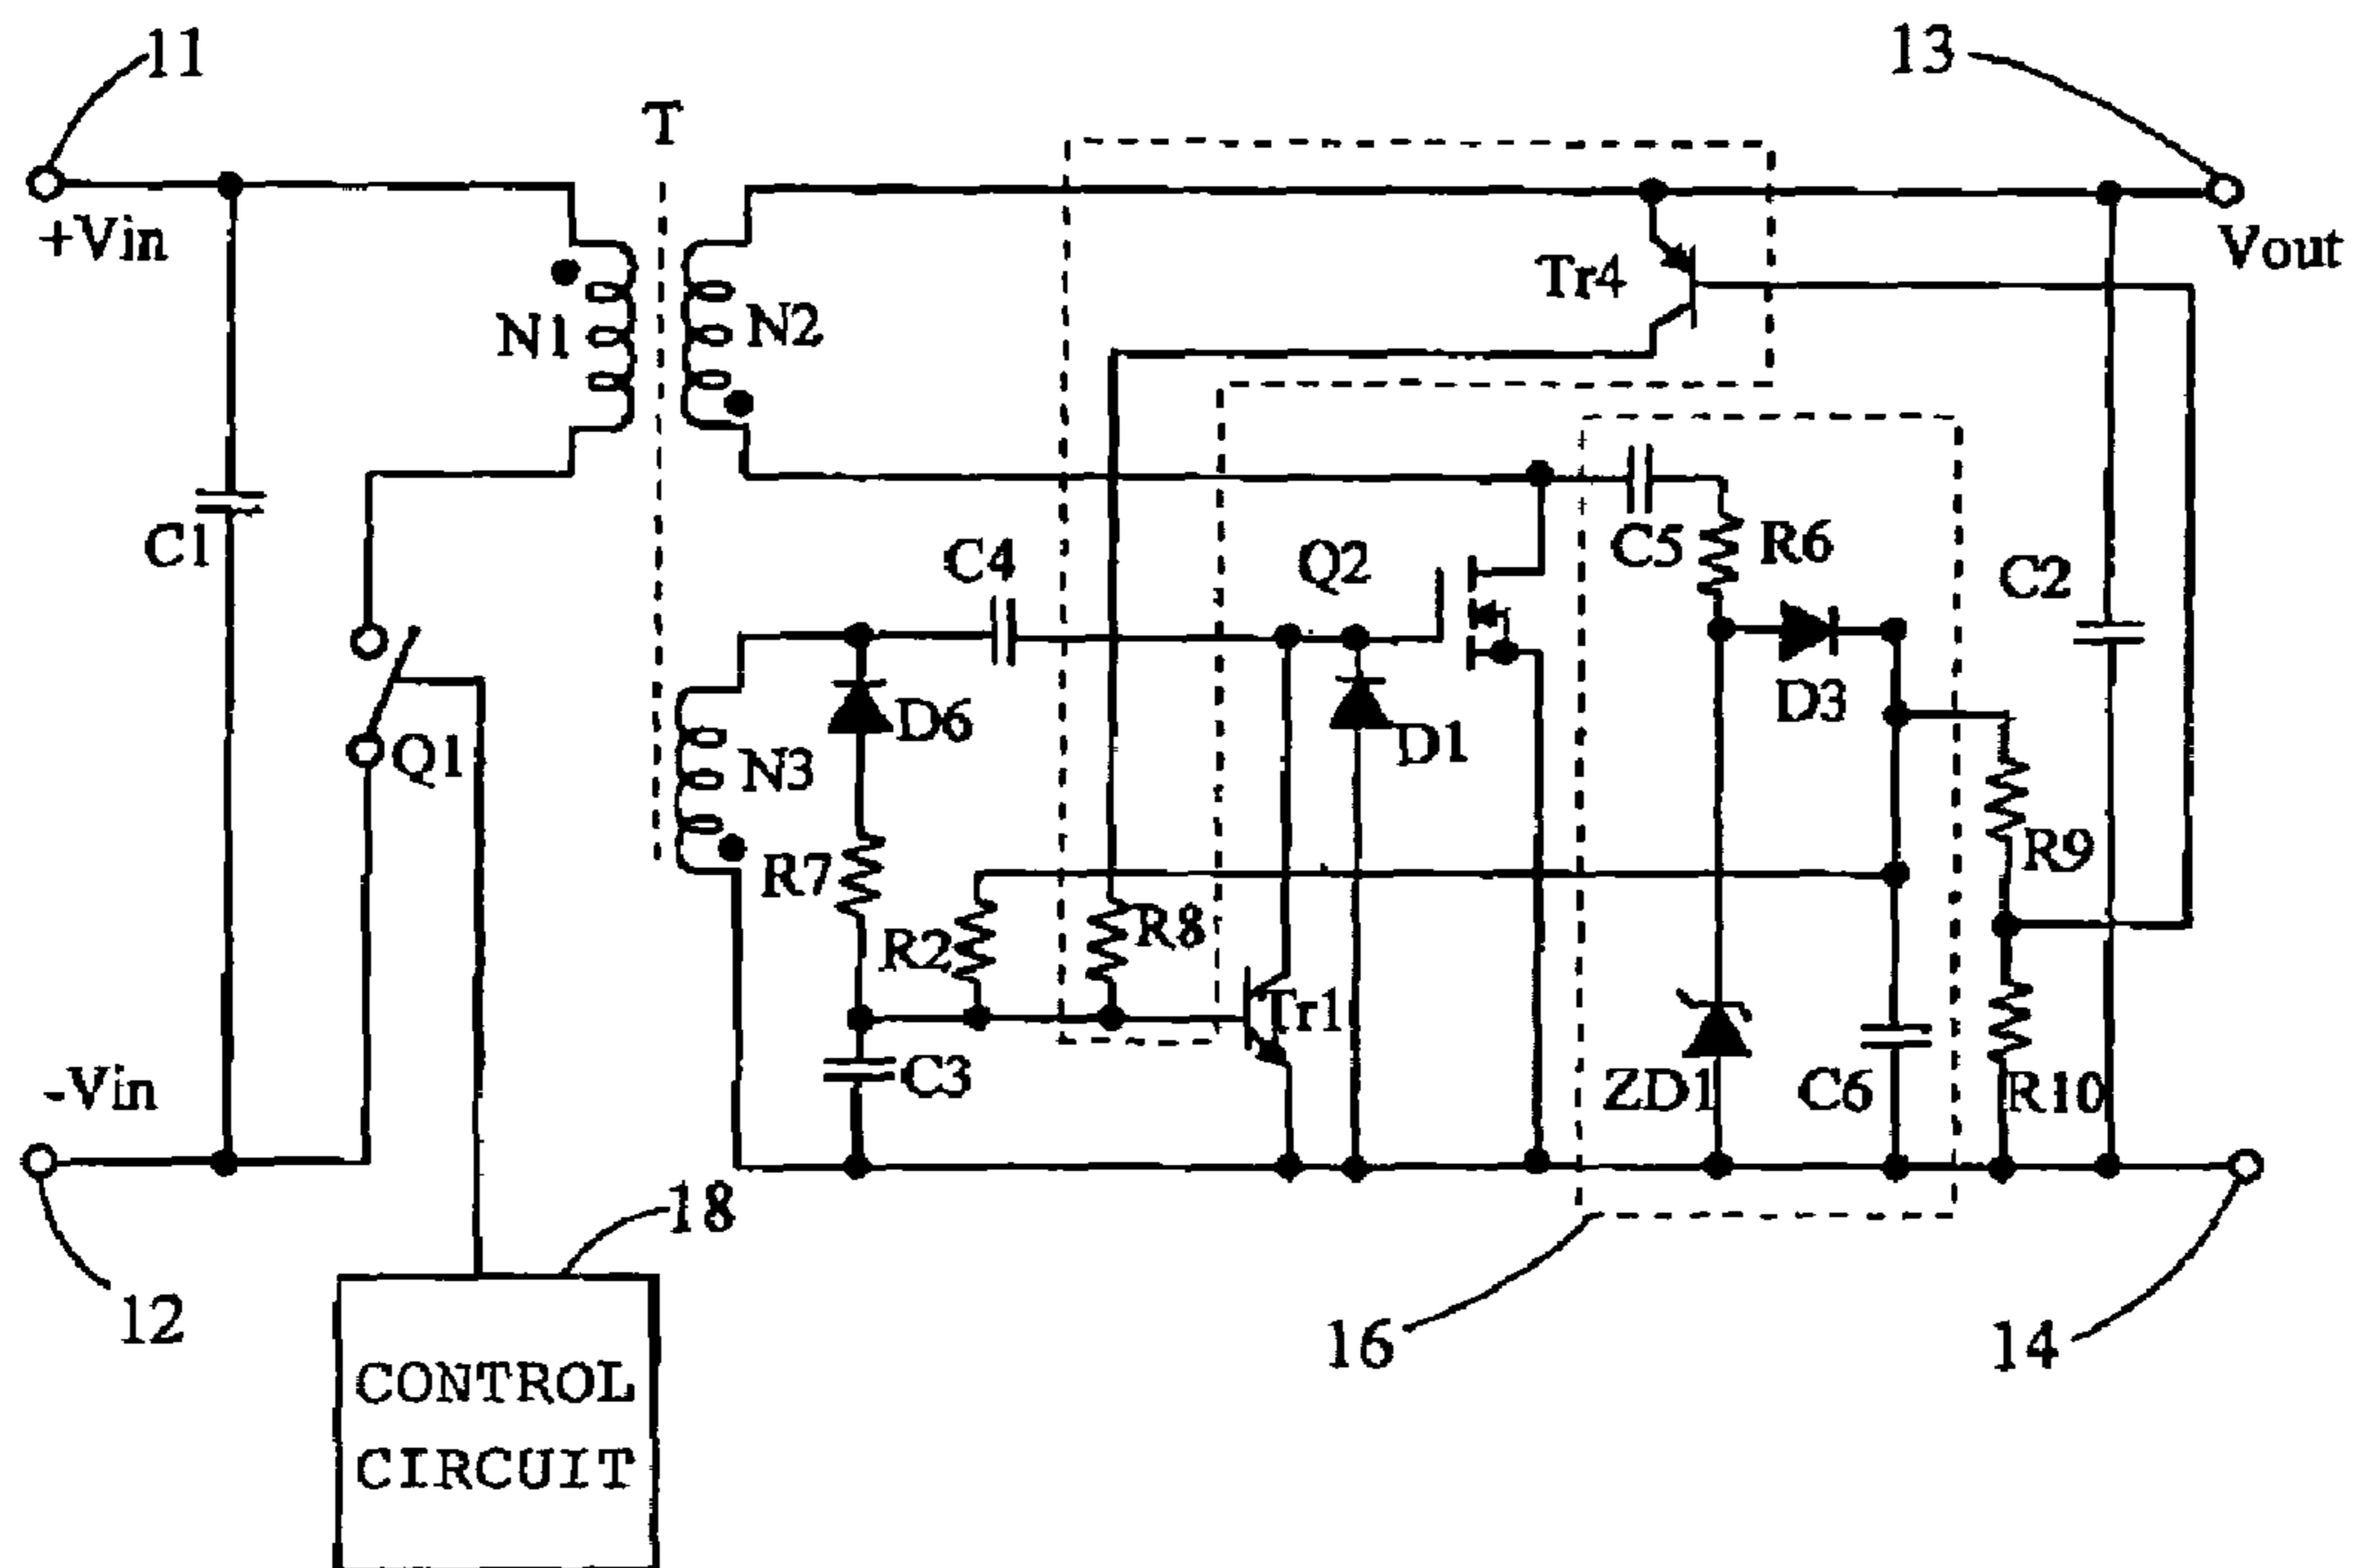 11
13
T
+Vin
Vout
Tr4
N1
N2
C1
C4
Q2
C5
R6
C2
Q1
D6
D1
D3
N3
R7
R9
R2
R8
Tr1
C3
-Vin
ZD1
C6
R10
18
12
16
14
CONTROL
CIRCUIT